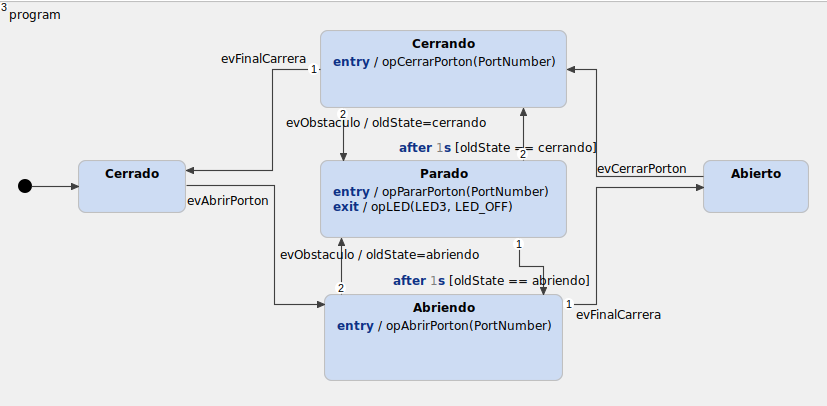 3
program
Cerrando
entry / opCerrarPorton(PortNumber)
evFinalCarrera
1
2
evObstaculo / oldState=cerrando
after 1s [oldState == cerrando]
2
Cerrado
evAbrirPorton
Parado
entry / opPararPorton(PortNumber)
exit / opLED(LED3, LED_OFF)
evCerrarPorton
Abierto
1
evObstaculo / oldState=abriendo
after 1s [oldState == abriendo]
2
Abriendo
entry / opAbrirPorton(PortNumber)
1
evFinalCarrera